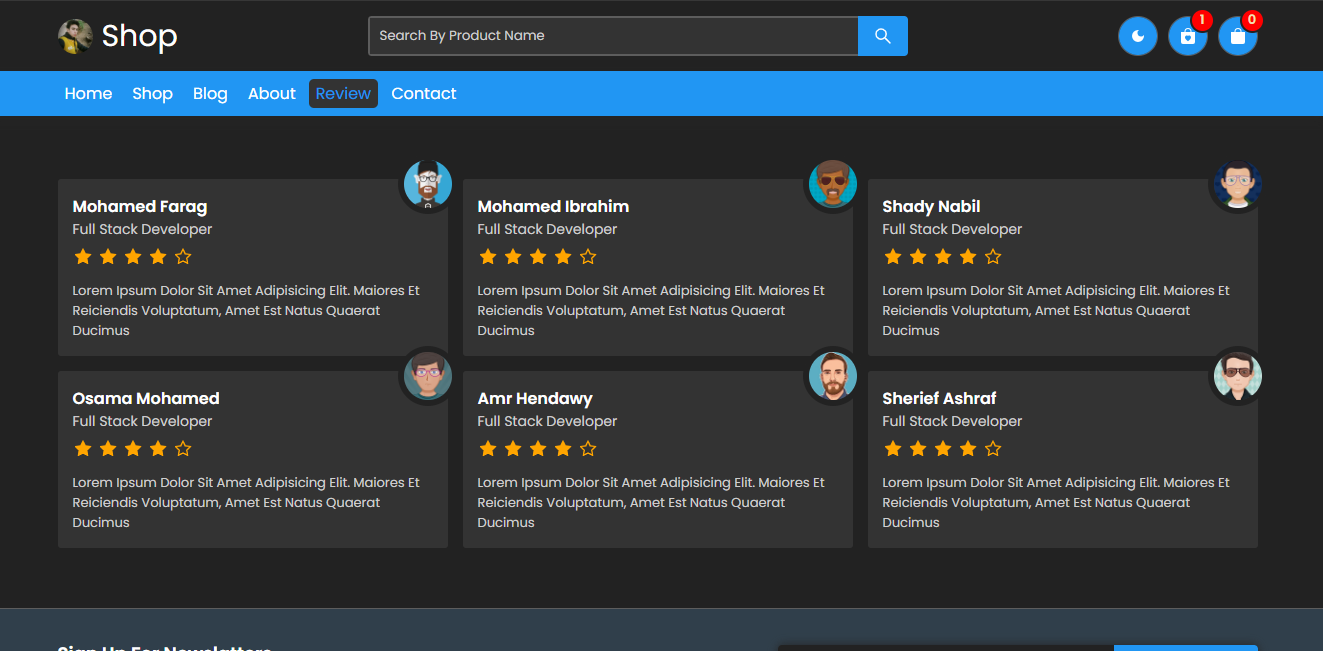 Shop
Search By Product Name
1
0
Home Shop Blog About Review Contact
Mohamed Farag
Full Stack Developer
Lorem Ipsum Dolor Sit Amet Adipisicing Elit. Maiores Et
Reiciendis Voluptatum, Amet Est Natus Quaerat
Ducimus
Mohamed Ibrahim
Full Stack Developer
Lorem Ipsum Dolor Sit Amet Adipisicing Elit. Maiores Et
Reiciendis Voluptatum, Amet Est Natus Quaerat
Ducimus
Shady Nabil
Full Stack Developer
Lorem Ipsum Dolor Sit Amet Adipisicing Elit. Maiores Et
Reiciendis Voluptatum, Amet Est Natus Quaerat
Ducimus
Osama Mohamed
Full Stack Developer
Lorem Ipsum Dolor Sit Amet Adipisicing Elit. Maiores Et
Reiciendis Voluptatum, Amet Est Natus Quaerat
Ducimus
Amr Hendawy
Full Stack Developer
Lorem Ipsum Dolor Sit Amet Adipisicing Elit. Maiores Et
Reiciendis Voluptatum, Amet Est Natus Quaerat
Ducimus
Sherief Ashraf
Full Stack Developer
Lorem Ipsum Dolor Sit Amet Adipisicing Elit. Maiores Et
Reiciendis Voluptatum, Amet Est Natus Quaerat
Ducimus
Sign Up For Newsletters